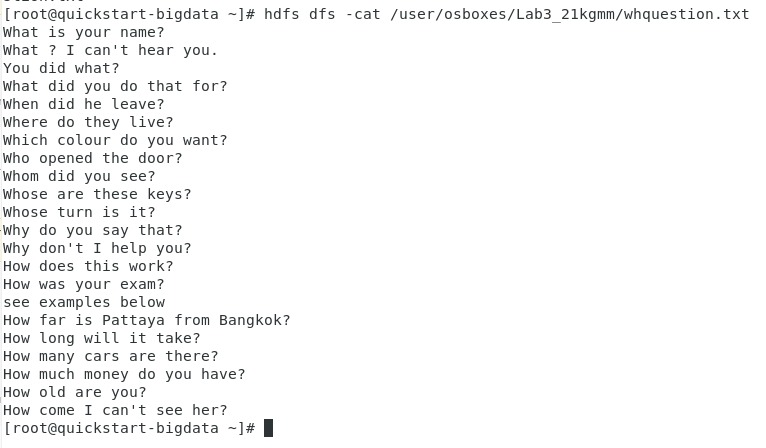 [root@quickstart-bigdata ~]# hdfs dfs -cat /user/osboxes/Lab3_21kgmm/whquestion.txt
What is your name?
What ? I can't hear you.
You did what?
What did you do that for?
When did he leave?
Where do they live?
Which colour do you want?
Who opened the door?
Whom did you see?
Whose are these keys?
Whose turn is it?
Why do you say that?
Why don't I help you?
How does this work?
How was your exam?
see examples below
How far is Pattaya from Bangkok?
How long will it take?
How many cars are there?
How much money do you have?
How old are you?
How come I can't see her?
[root@quickstart-bigdata ~]#